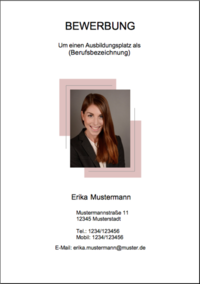 BEWERBUNG
Um einen Ausbildungsplatz als
(Berufsbezeichnung)
Erika Mustermann
Mustermannstraße 11
12345 Musterstadt
Tel.: 1234/123456
Mobil: 1234/123456
E-Mail: erika.mustermann@muster.de